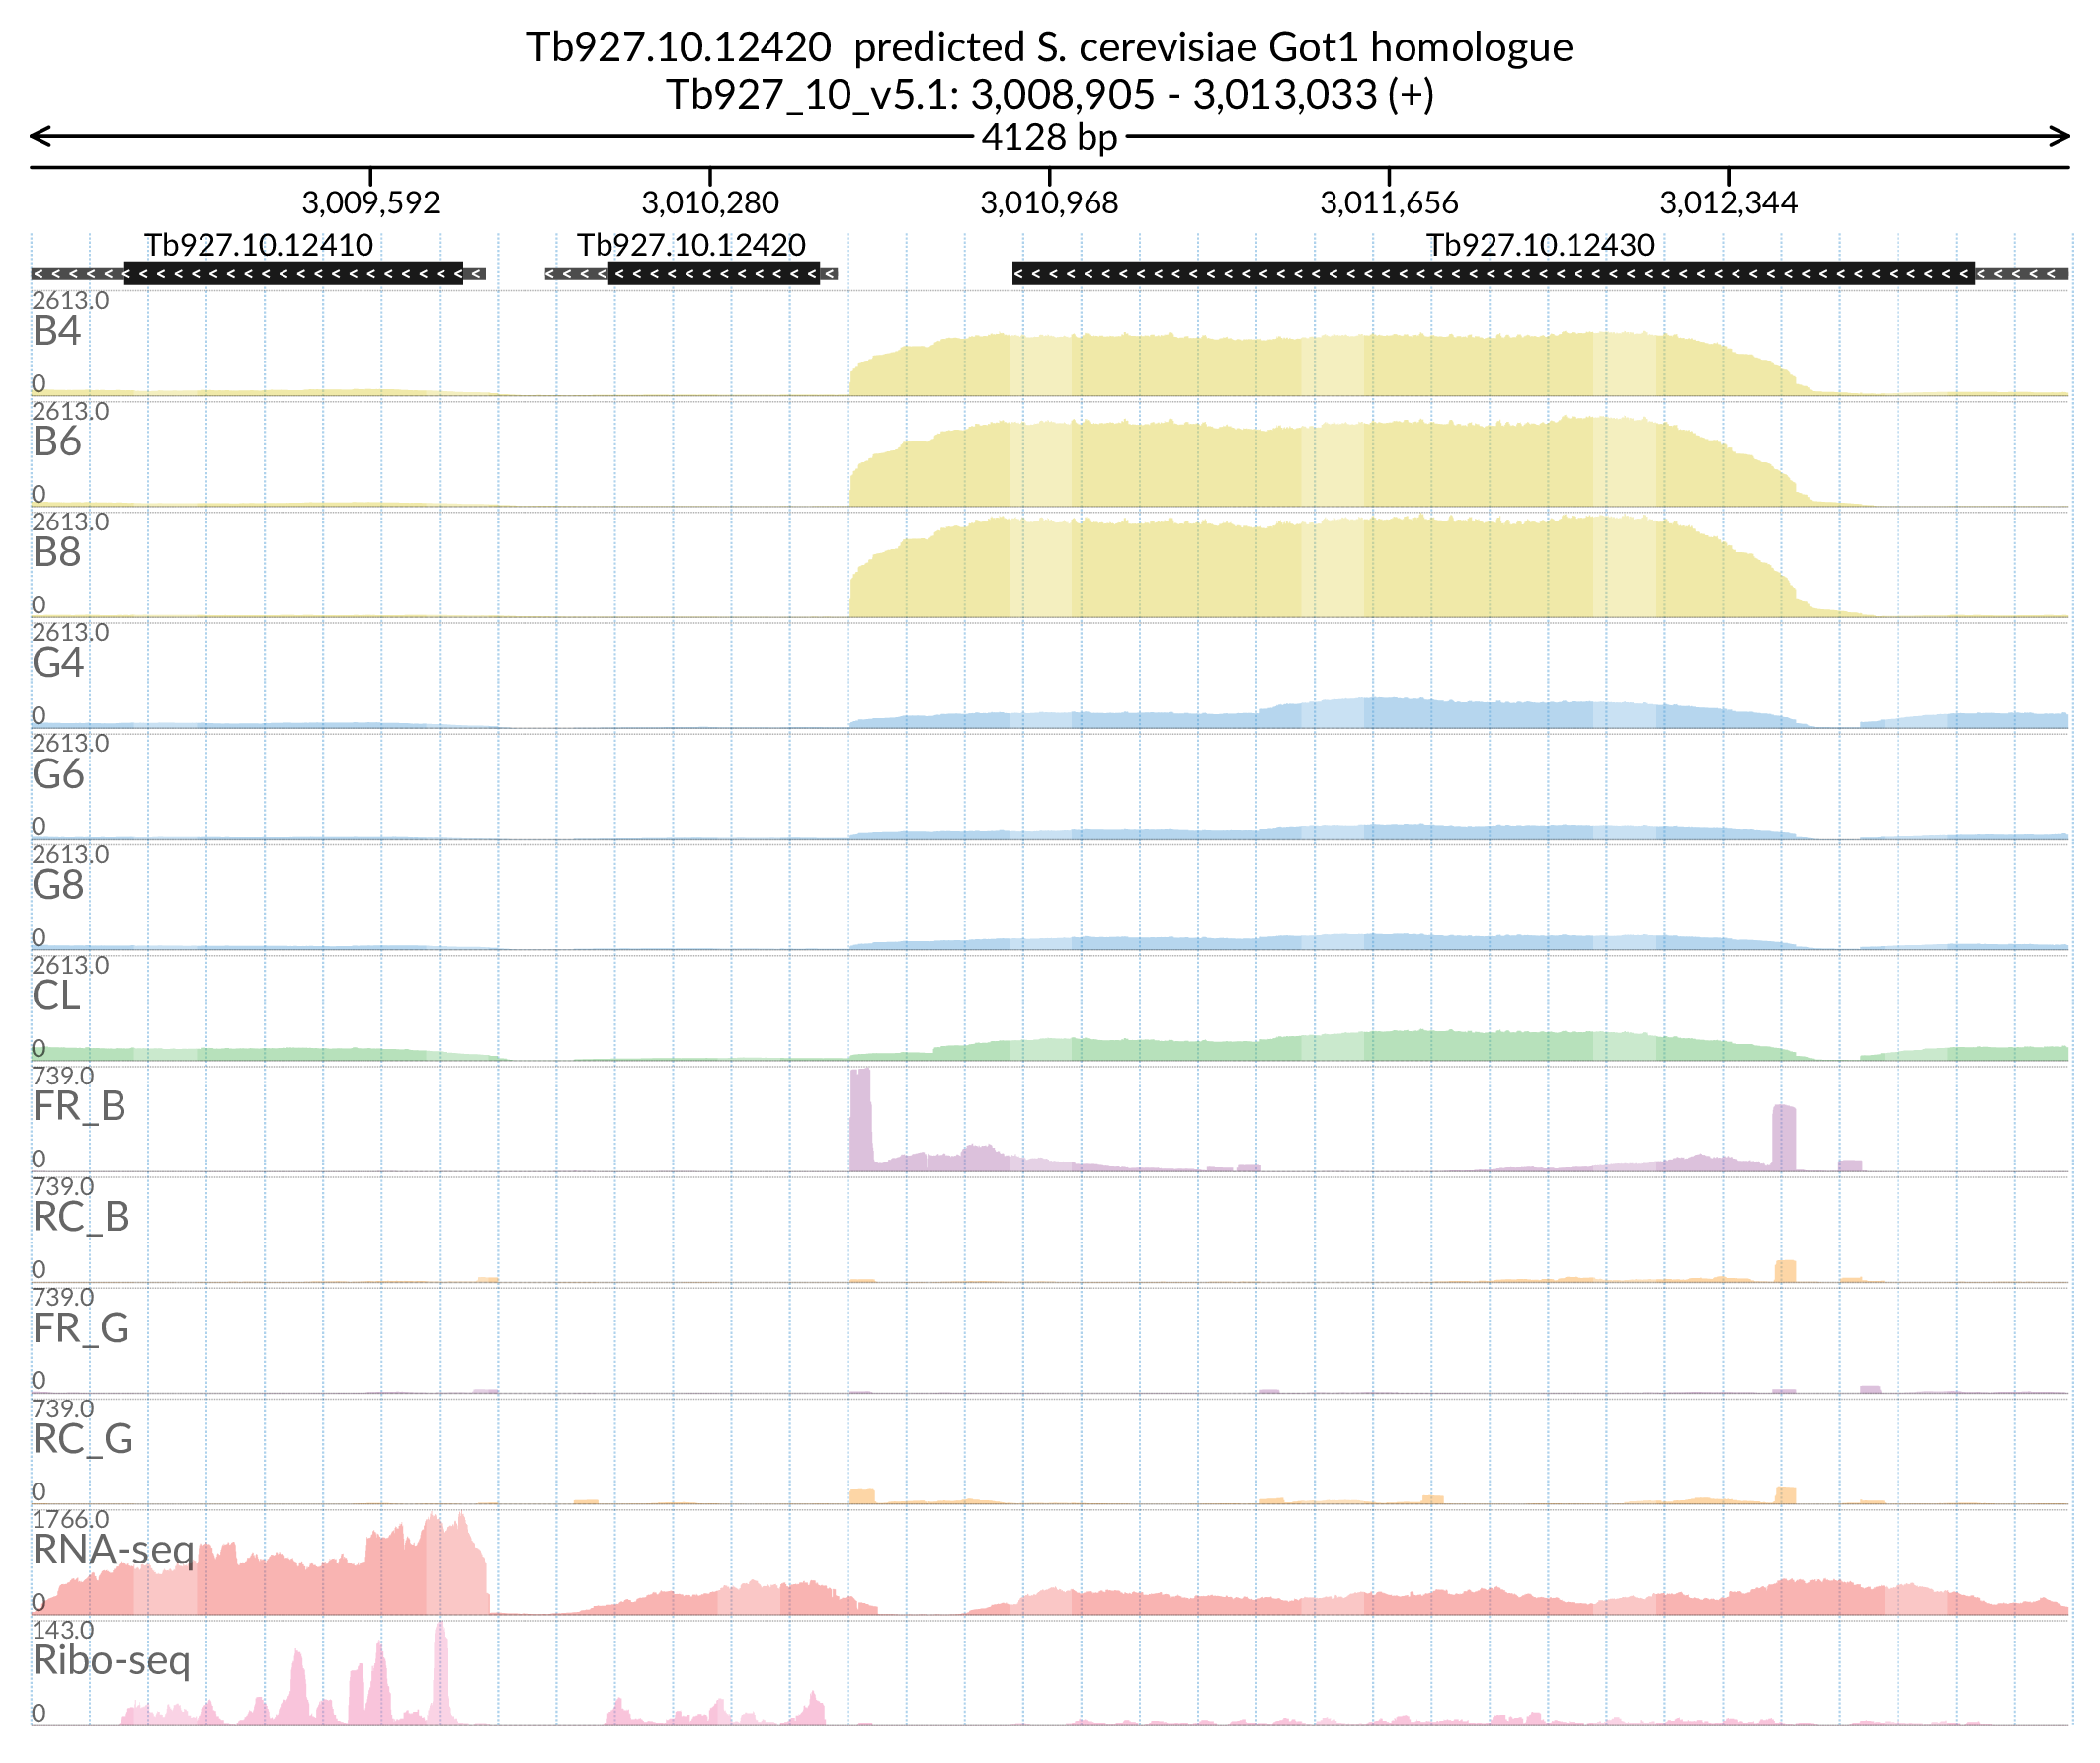 Tb927.10.12420  predicted S. cerevisiae Got1 homologue
Tb927_10_v5.1: 3,008,905 - 3,013,033 (+)
4128 bp
3,009,592 3,010,280 3,010,968 3,011,656 3,012,344
Tb927.10.12410 Tb927.10.12420 Tb927.10.12430
2613.0
B4
0
2613.0
B6
0
2613.0
B8
0
2613.0
G4
0
2613.0
G6
0
2613.0
G8
0
2613.0
CL
0
739.0
FR_B
0
739.0
RC_B
0
739.0
FR_G
0
739.0
RC_G
0
1766.0
RNA-seq
0
143.0
Ribo-seq
0